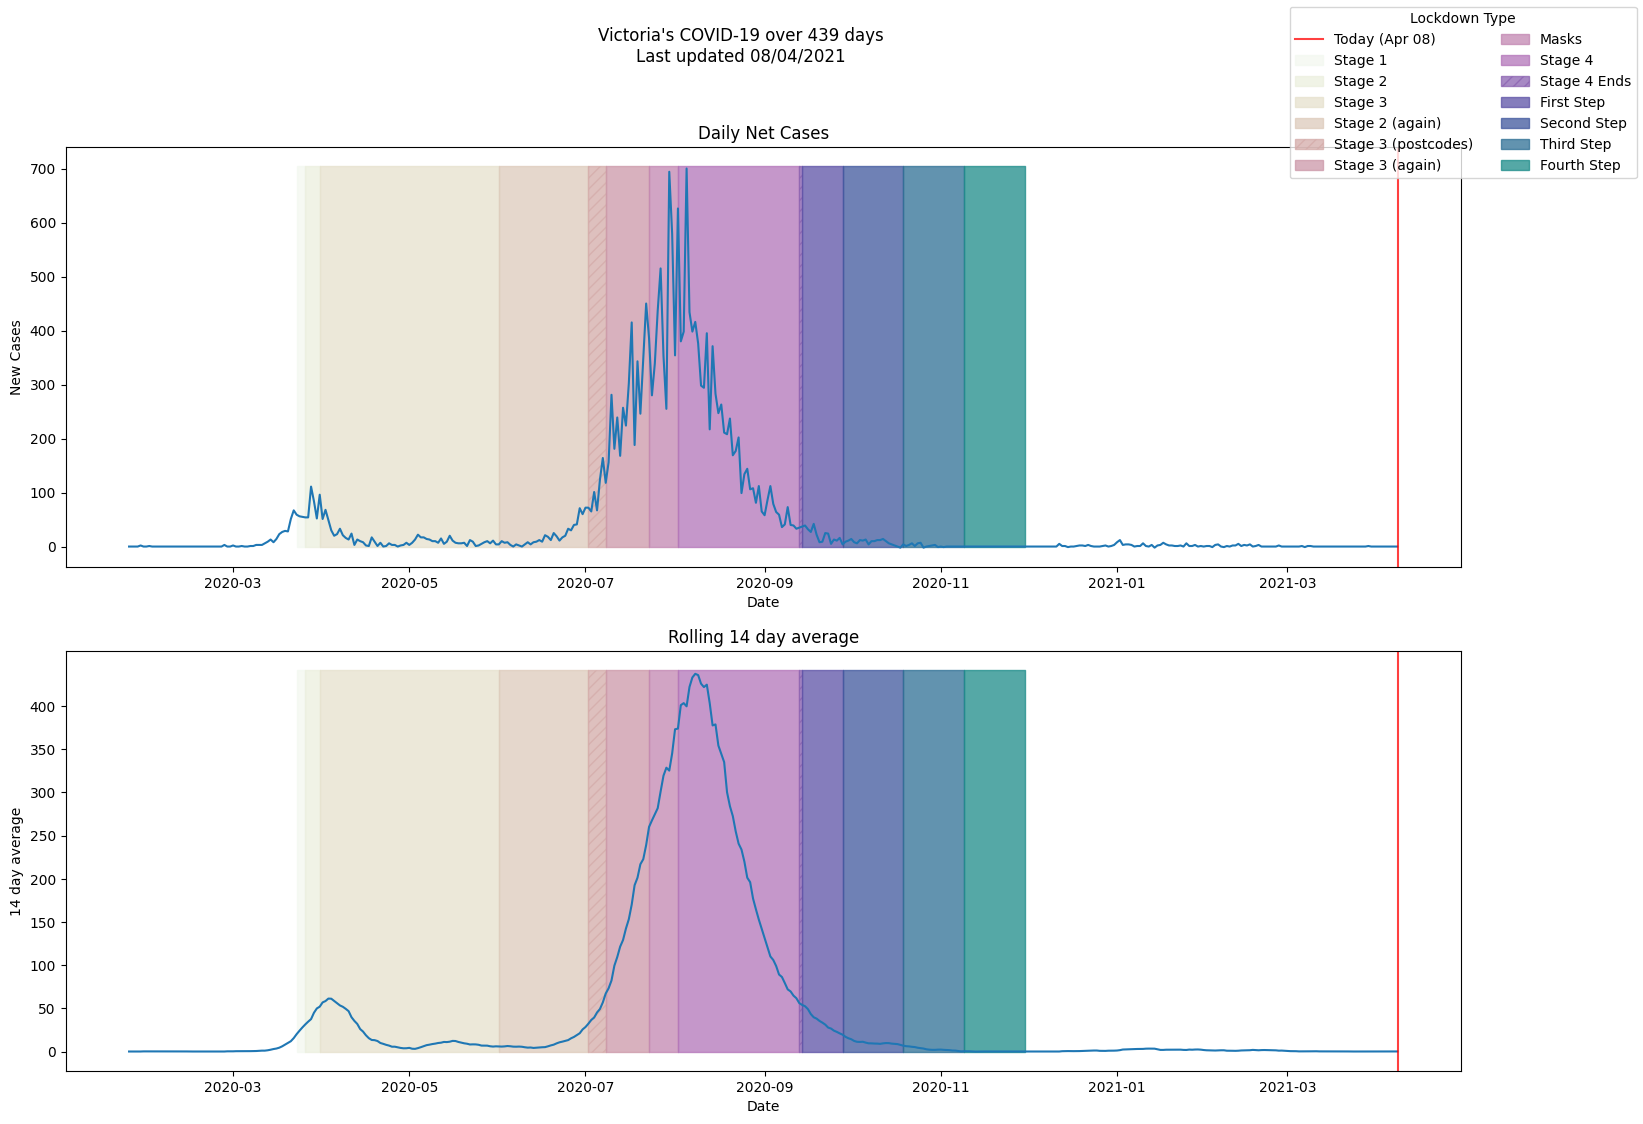 Victoria's COVID-19 over 439 days
Last updated 08/04/2021
Lockdown Type
Today (Apr 08)
Stage 1
Stage 2
Stage 3
Stage 2 (again)
Stage 3 (postcodes)
Stage 3 (again)
Masks
Stage 4
Stage 4 Ends
First Step
Second Step
Third Step
Fourth Step
Daily Net Cases
New Cases
700
600
500
400
300
200
100
0
2020-03 2020-05 2020-07 2020-09 2020-11 2021-01 2021-03
Date
Rolling 14 day average
14 day average
400
350
300
250
200
150
100
50
0
2020-03 2020-05 2020-07 2020-09 2020-11 2021-01 2021-03
Date